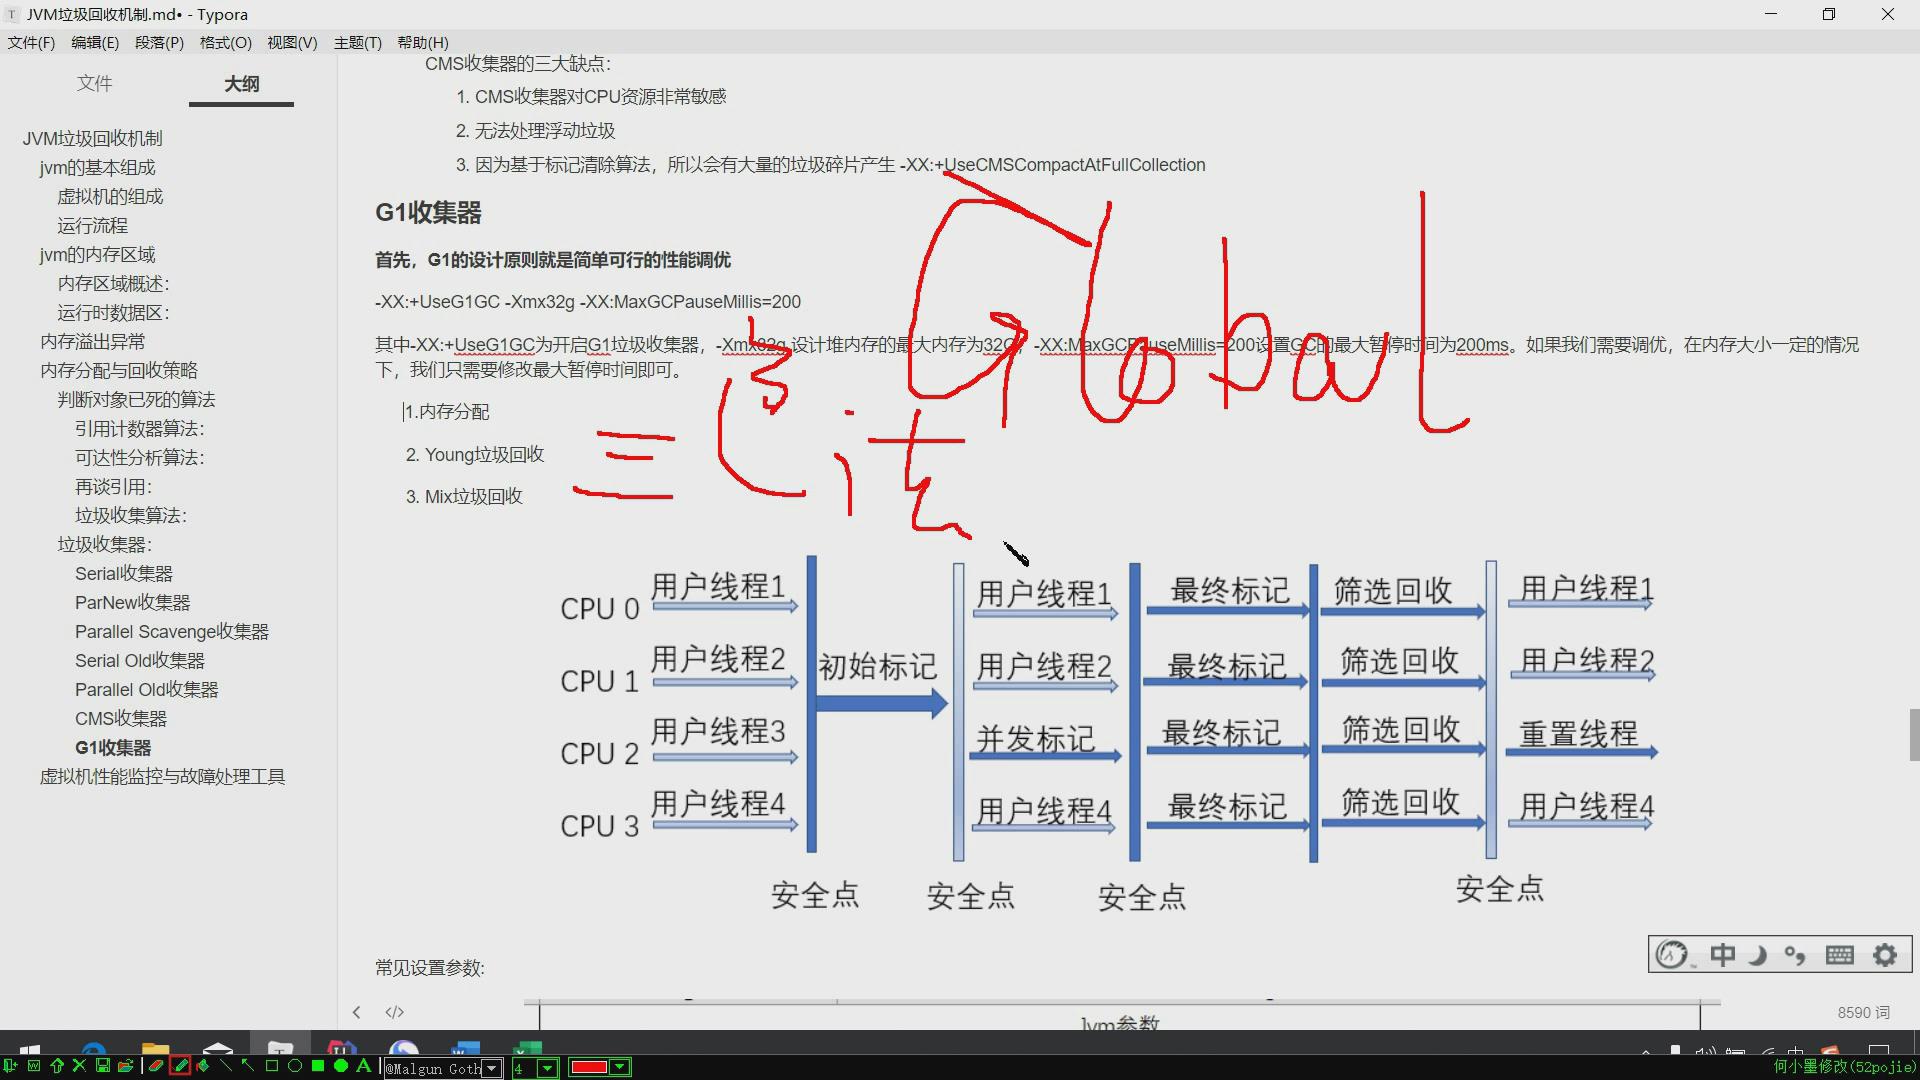 JVM垃圾回收机制.md• - Typora
文件(F) 编辑(E) 段落(P) 格式(O) 视图(V) 主题(T) 帮助(H)
文件 大纲
JVM垃圾回收机制
jvm的基本组成
虚拟机的组成
运行流程
jvm的内存区域
内存区域概述：
运行时数据区：
内存溢出异常
内存分配与回收策略
判断对象已死的算法
引用计数器算法：
可达性分析算法：
再谈引用：
垃圾收集算法：
垃圾收集器：
Serial收集器
ParNew收集器
Parallel Scavenge收集器
Serial Old收集器
Parallel Old收集器
CMS收集器
G1收集器
虚拟机性能监控与故障处理工具
CMS收集器的三大缺点：
1. CMS收集器对CPU资源非常敏感
2. 无法处理浮动垃圾
3. 因为基于标记清除算法，所以会有大量的垃圾碎片产生 -XX:+UseCMSCompactAtFullCollection
G1收集器
首先，G1的设计原则就是简单可行的性能调优
-XX:+UseG1GC -Xmx32g -XX:MaxGCPauseMillis=200
其中-XX:+UseG1GC为开启G1垃圾收集器，-Xmx32g 设计堆内存的最大内存为32G，-XX:MaxGCPauseMillis=200设置GC的最大暂停时间为200ms。如果我们需要调优，在内存大小一定的情况
下，我们只需要修改最大暂停时间即可。
Global
1.内存分配
2. Young垃圾回收
3. Mix垃圾回收
CPU 0 用户线程1 用户线程1 最终标记 筛选回收 用户线程1
CPU 1 用户线程2 初始标记 用户线程2 最终标记 筛选回收 用户线程2
CPU 2 用户线程3 并发标记 最终标记 筛选回收 重置线程
CPU 3 用户线程4 用户线程4 最终标记 筛选回收 用户线程4
安全点 安全点 安全点 安全点
常见设置参数:
中
8590 词
jvm参数
@Malgun Goth 4
何小墨修改(52pojie)